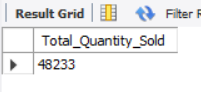 Result Grid Filter R
Total_Quantity_Sold
48233